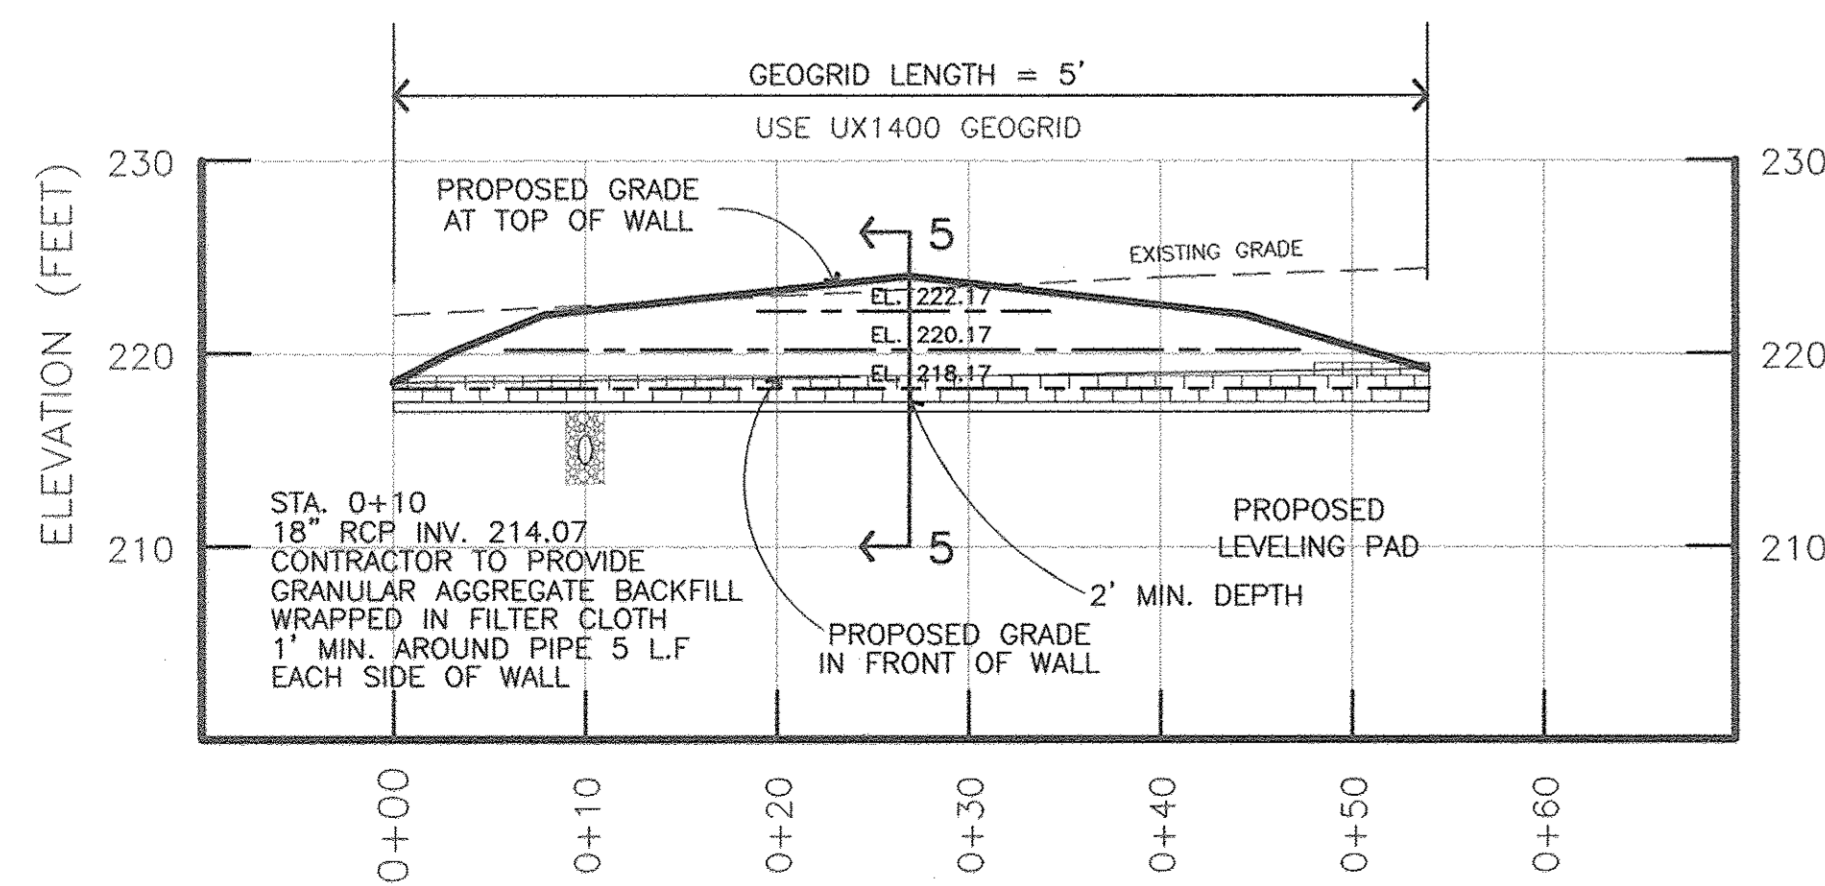 GEOGRID LENGTH = 5'
USE UX1400 GEOGRID
ELEVATION (FEET)
230
230
PROPOSED GRADE
AT TOP OF WALL
5
EXISTING GRADE
EL. 222.17
EL. 220.17
220
220
EL. 218.17
STA. 0+10
18" RCP INV. 214.07
CONTRACTOR TO PROVIDE
GRANULAR AGGREGATE BACKFILL
WRAPPED IN FILTER CLOTH
1' MIN. AROUND PIPE 5 L.F
EACH SIDE OF WALL
210
210
5
PROPOSED
LEVELING PAD
2' MIN. DEPTH
PROPOSED GRADE
IN FRONT OF WALL
0+00
0+10
0+20
0+30
0+40
0+50
0+60